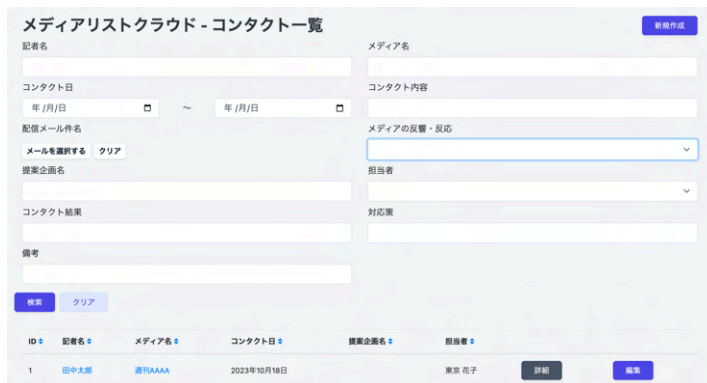 メディアリストクラウド - コンタクト一覧
新規作成
記者名
メディア名
コンタクト日
コンタクト内容
年 /月/日 ～ 年 /月/日
配信メール件名
メディアの反響・反応
メールを選択する クリア
提案企画名
担当者
コンタクト結果
対応策
備考
検索 クリア
ID 記者名 メディア名 コンタクト日 提案企画名 担当者
1 田中太郎 週刊AAAA 2023年10月18日 東京 花子 詳細 編集